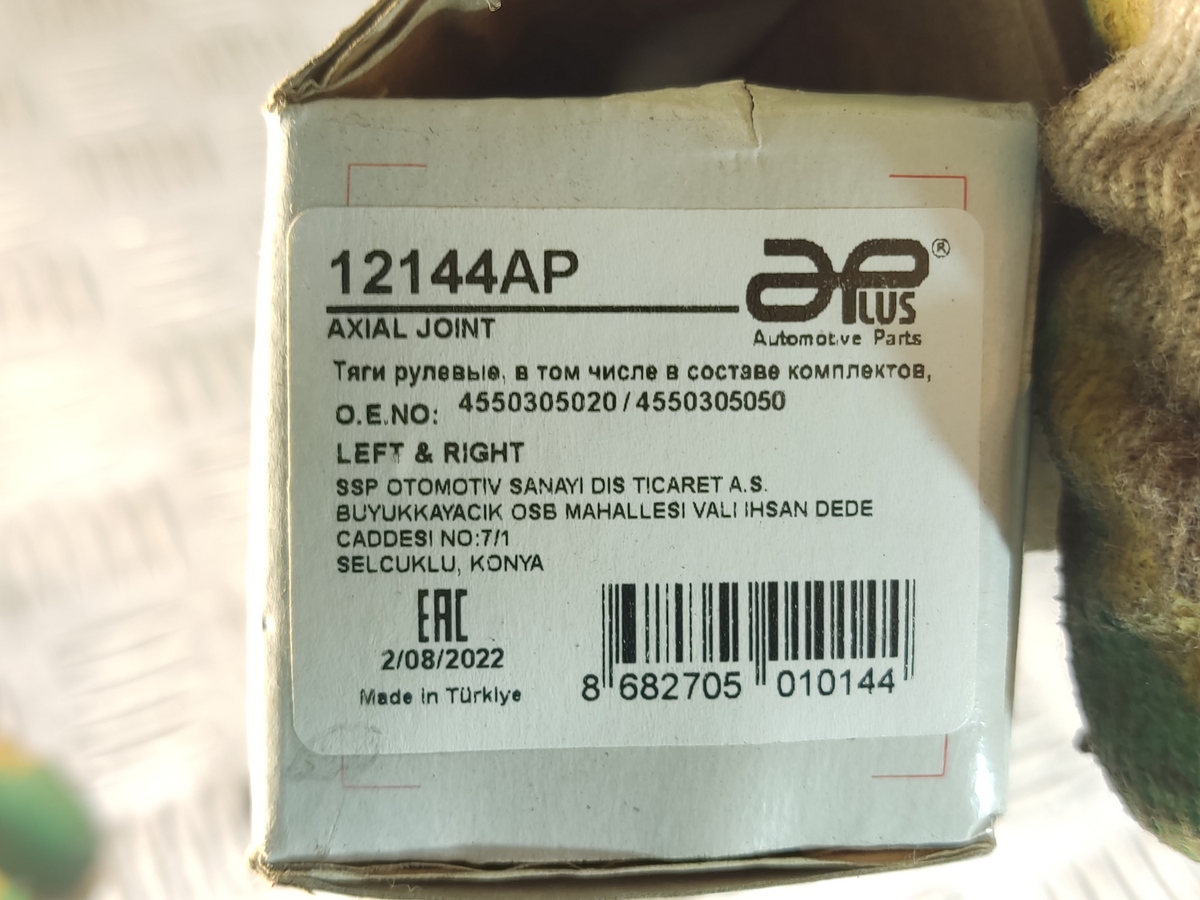 12144AP
aPLUS®
Automotive Parts
AXIAL JOINT
Тяги рулевые, в том числе в составе комплектов,
O.E.NO: 4550305020 / 4550305050
LEFT & RIGHT
SSP OTOMOTIV SANAYI DIS TICARET A.S.
BUYUKKAYACIK OSB MAHALLESI VALI IHSAN DEDE
CADDESI NO:7/1
SELCUKLU, KONYA
EAC
2/08/2022
Made in Türkiye
8 682705 010144